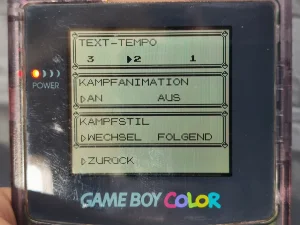 TEXT-TEMPO
3 ▶2 1
KAMPFANIMATION
▷AN AUS
KAMPFSTIL
▷WECHSEL FOLGEND
▷ZURÜCK
POWER
GAME BOY COLOR